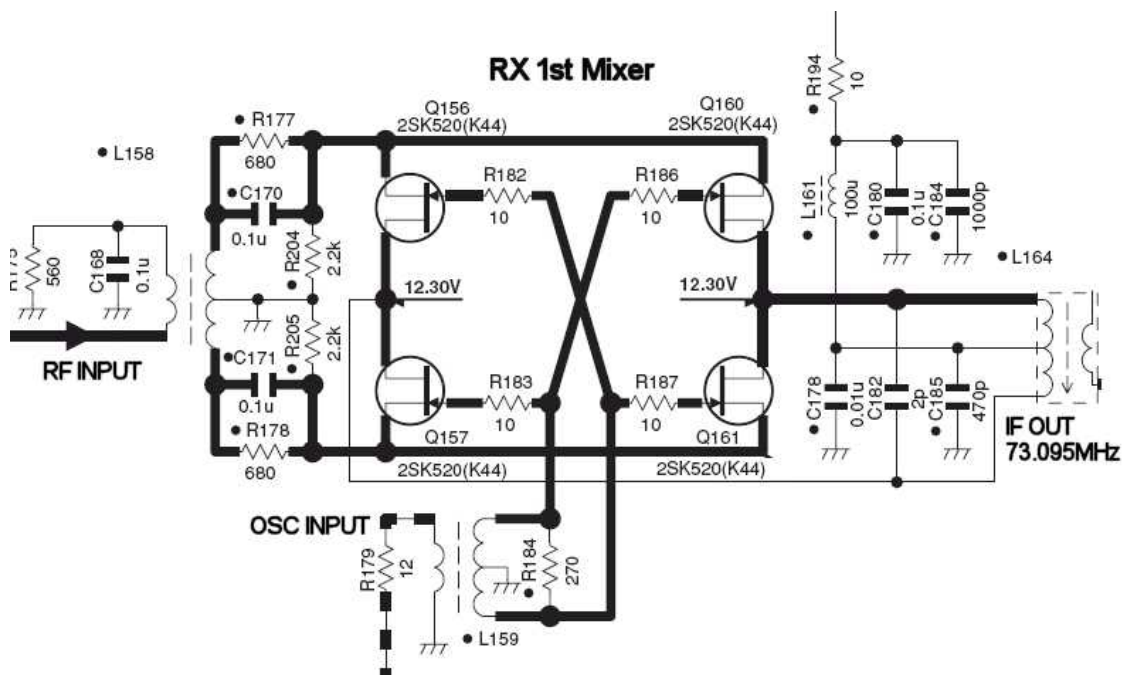 RX 1st Mixer
R194
10
Q156
2SK520(K44)
Q160
2SK520(K44)
R177
680
L158
C170
0.1u
R182
10
R186
10
L161
100u
C180
0.1u
C184
1000p
R204
2.2k
560
C168
0.1u
L164
12.30V
12.30V
RF INPUT
R205
2.2k
C171
0.1u
R178
680
R183
10
R187
10
Q157
2SK520(K44)
Q161
2SK520(K44)
C178
0.01u
C182
2p
C185
470p
IF OUT
73.095MHz
OSC INPUT
R179
12
R184
270
L159